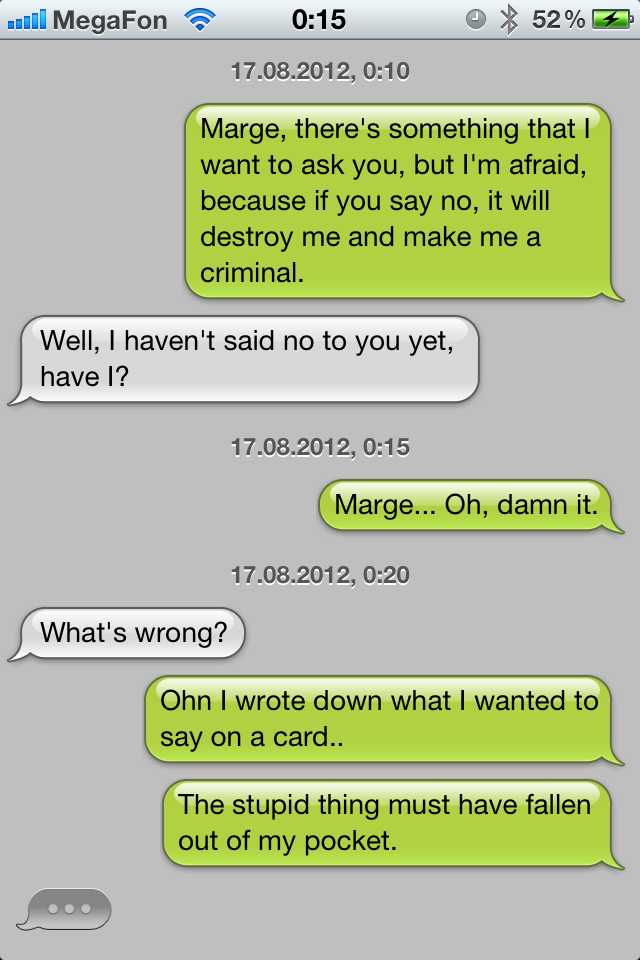 MegaFon 0:15 52%
17.08.2012, 0:10
Marge, there's something that I
want to ask you, but I'm afraid,
because if you say no, it will
destroy me and make me a
criminal.
Well, I haven't said no to you yet,
have I?
17.08.2012, 0:15
Marge... Oh, damn it.
17.08.2012, 0:20
What's wrong?
Ohn I wrote down what I wanted to
say on a card..
The stupid thing must have fallen
out of my pocket.